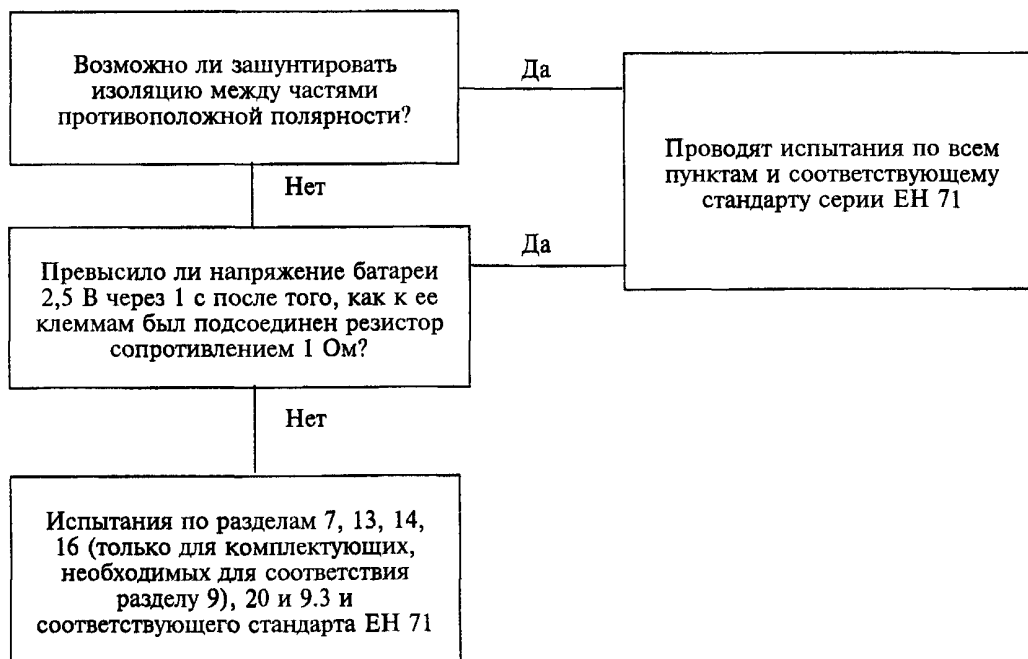 Возможно ли зашунтировать
изоляцию между частями
противоположной полярности?
Да
Проводят испытания по всем
пунктам и соответствующему
стандарту серии ЕН 71
Нет
Превысило ли напряжение батареи
2,5 В через 1 с после того, как к ее
клеммам был подсоединен резистор
сопротивлением 1 Ом?
Да
Нет
Испытания по разделам 7, 13, 14,
16 (только для комплектующих,
необходимых для соответствия
разделу 9), 20 и 9.3 и
соответствующего стандарта ЕН 71